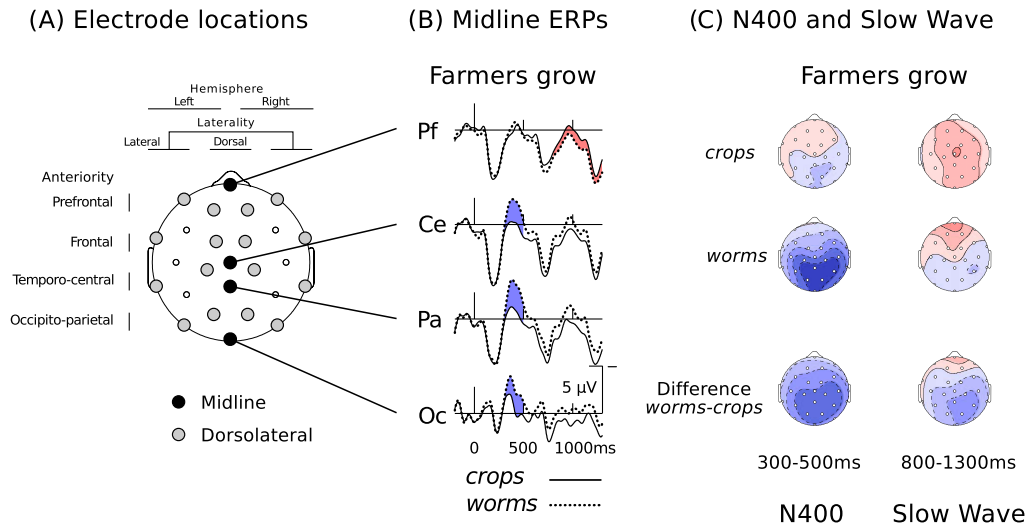 (A) Electrode locations
Hemisphere
Left Right
Laterality
Lateral Dorsal
Anteriority
Prefrontal
Frontal
Temporo-central
Occipito-parietal
Midline
Dorsolateral
(B) Midline ERPs
Farmers grow
Pf
Ce
Pa
5 µV
Oc
0 500 1000ms
crops
worms
(C) N400 and Slow Wave
Farmers grow
crops
worms
Difference
worms-crops
300-500ms 800-1300ms
N400 Slow Wave